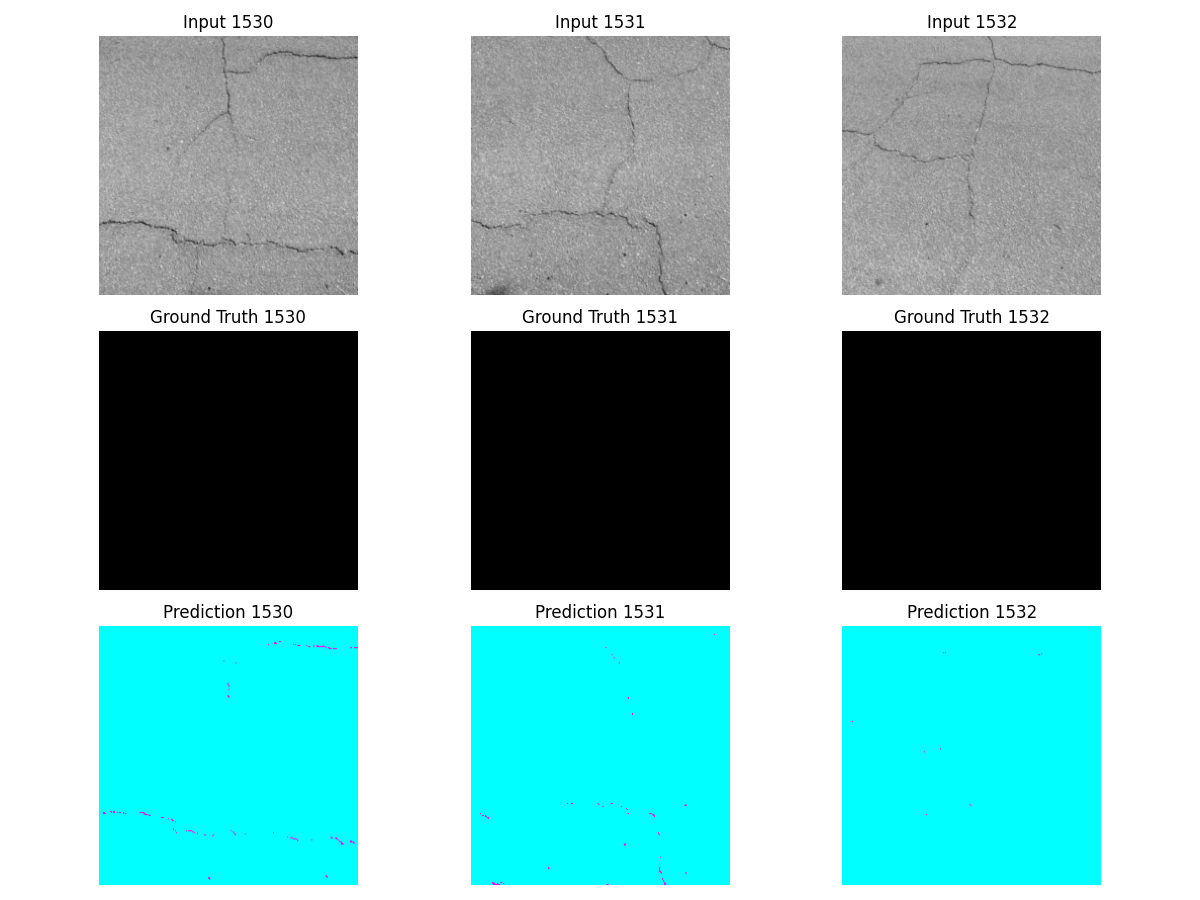 Input 1530
Input 1531
Input 1532
Ground Truth 1530
Ground Truth 1531
Ground Truth 1532
Prediction 1530
Prediction 1531
Prediction 1532